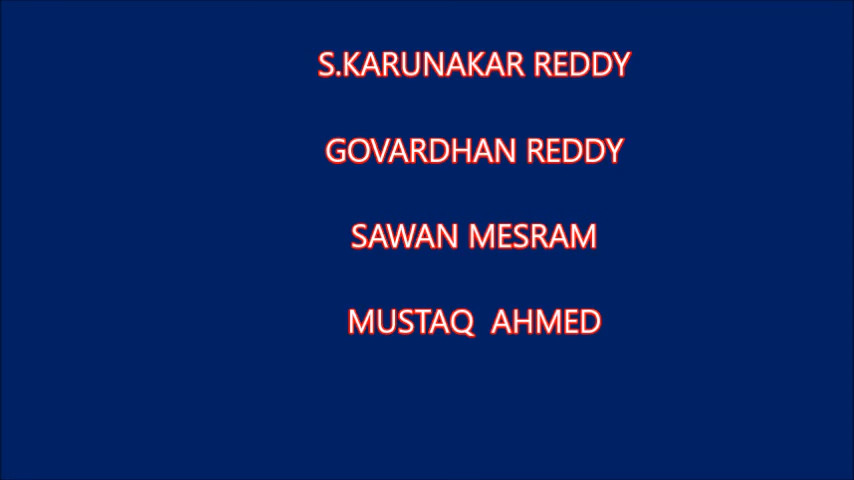 S.KARUNAKAR REDDY
GOVARDHAN REDDY
SAWAN MESRAM
MUSTAQ  AHMED